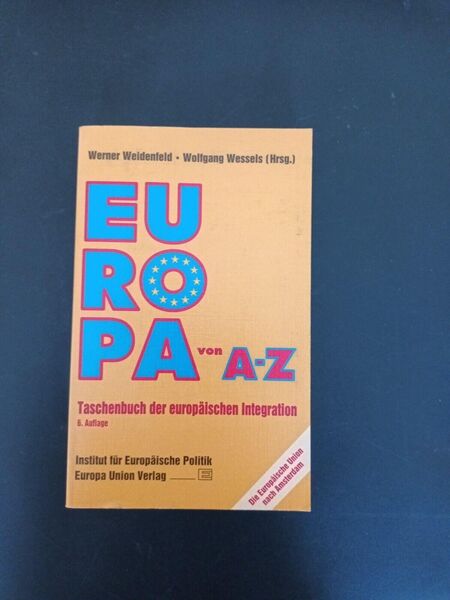 Werner Weidenfeld • Wolfgang Wessels (Hrsg.)
EU
RO
PA von A-Z
Taschenbuch der europäischen Integration
6. Auflage
Institut für Europäische Politik
Europa Union Verlag
Die Europäische Union
nach Amsterdam